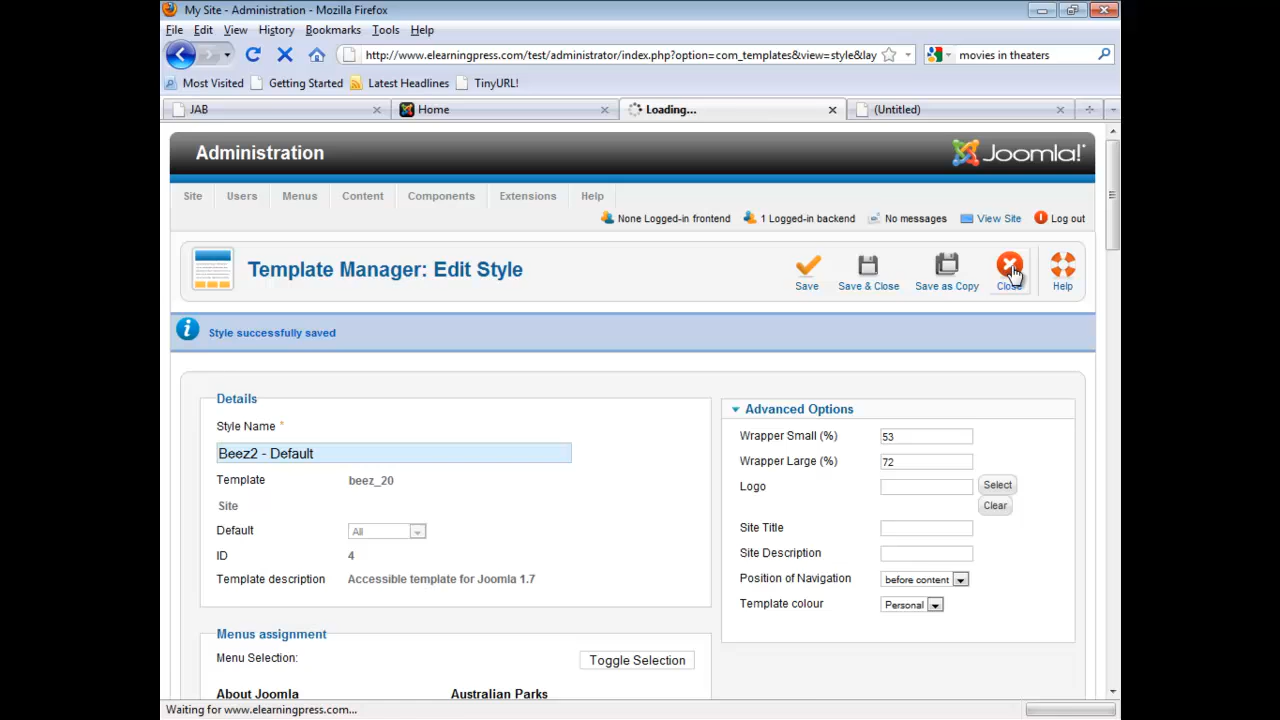 My Site - Administration - Mozilla Firefox
File Edit View History Bookmarks Tools Help
http://www.elearningpress.com/test/administrator/index.php?option=com_templates&view=style&lay movies in theaters
Most Visited Getting Started Latest Headlines TinyURL!
JAB Home Loading... (Untitled)
Administration Joomla!
Site Users Menus Content Components Extensions Help
None Logged-in frontend 1 Logged-in backend No messages View Site Log out
Template Manager: Edit Style
Save Save & Close Save as Copy Close Help
Style successfully saved
Details
Style Name *
Beez2 - Default
Template beez_20
Site
Default All
ID 4
Template description Accessible template for Joomla 1.7
Menus assignment
Menu Selection: Toggle Selection
About Joomla Australian Parks
Advanced Options
Wrapper Small (%) 53
Wrapper Large (%) 72
Logo Select
Clear
Site Title
Site Description
Position of Navigation before content
Template colour Personal
Waiting for www.elearningpress.com...